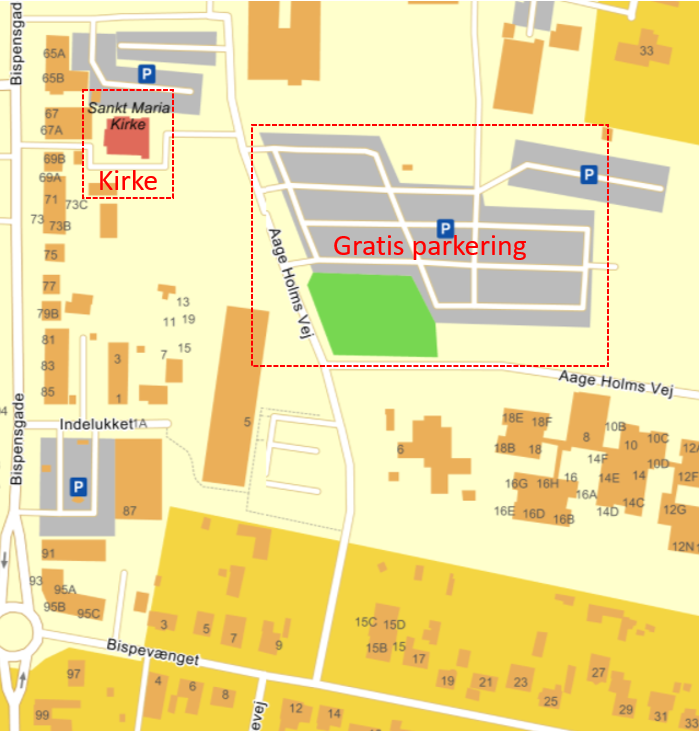 Bispensgad
65A
65B
P
33
Sankt Maria
Kirke
67
67A
Kirke
69B
69A
71
73C
73
73B
P
P
Gratis parkering
Aage Holms Vej
75
77
79B
13
11
19
81
83
85
3
1
7
15
Aage Holms Vej
Bispensgade
Indelukket
1A
5
6
18E
18F
18B
18
8
10B
10
10C
10D
12A
12F
14F
14E
14
14C
14D
16
16A
16G
16H
16E
16D
16B
12G
12N
P
87
91
93
95A
95B
95C
3
5
7
9
15C
15D
15B
15
17
19
21
23
25
27
29
31
33
Bispevænget
97
99
4
6
8
12
14
evej